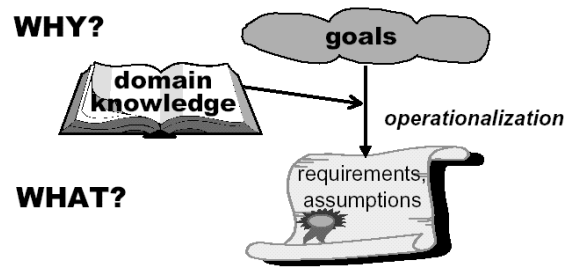 WHY?
goals
domain
knowledge
operationalization
WHAT?
requirements,
assumptions